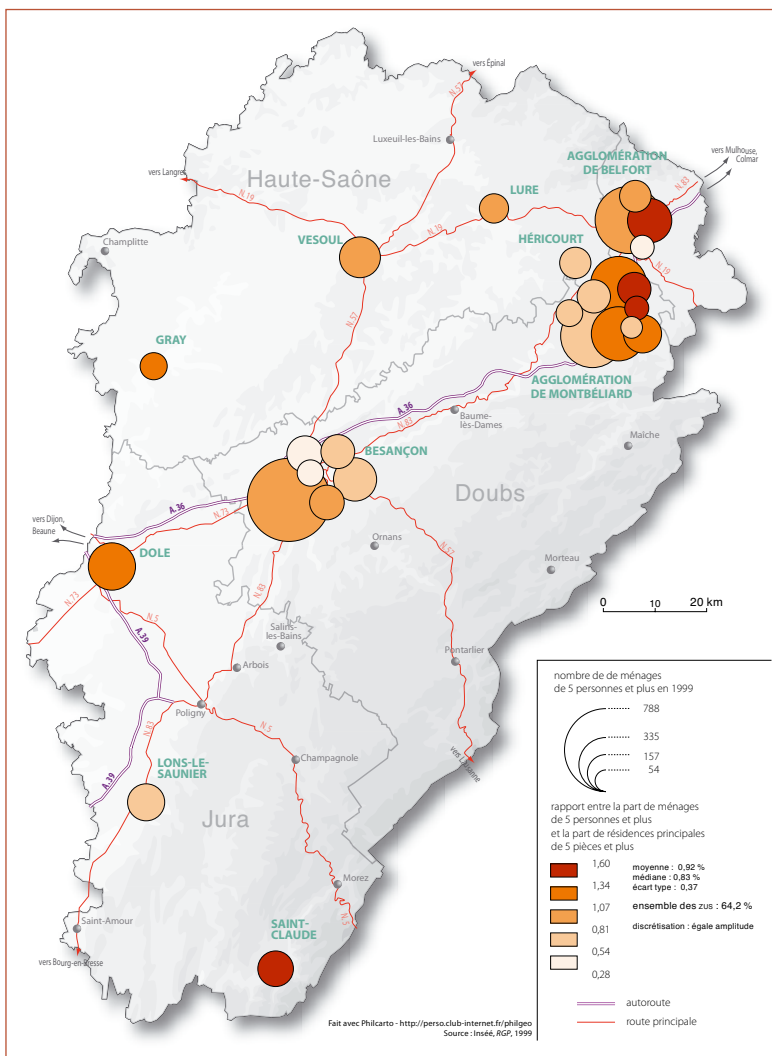 vers Épinal
N.57
Luxeuil-les-Bains
AGGLOMÉRATION
DE BELFORT
vers Mulhouse,
Colmar
vers Langres
Haute-Saône
N.83
LURE
N.19
VESOUL
HÉRICOURT
N.19
Champlitte
N.19
N.57
GRAY
AGGLOMÉRATION
DE MONTBÉLIARD
A.36
N.83
Baume-
lès-Dames
Maîche
BESANÇON
Doubs
A.36
vers Dijon,
Beaune
N.73
Ornans
N.57
DOLE
Morteau
N.73
N.83
0 10 20 km
N.5
A.39
Salins-
les-Bains
Arbois
Pontarlier
Poligny
N.83
N.5
vers Lausanne
LONS-LE-
SAUNIER
Champagnole
A.39
Jura
Morez
N.5
Saint-Amour
SAINT-
CLAUDE
vers Bourg-en-Bresse
nombre de de ménages
de 5 personnes et plus en 1999
788
335
157
54
rapport entre la part de ménages
de 5 personnes et plus
et la part de résidences principales
de 5 pièces et plus
1,60
1,34
1,07
0,81
0,54
0,28
moyenne : 0,92 %
médiane : 0,83 %
écart type : 0,37
ensemble des ZUS : 64,2 %
discrétisation : égale amplitude
autoroute
route principale
Fait avec Philcarto - http://perso.club-internet.fr/philgeo
Source : Inséé, RGP, 1999